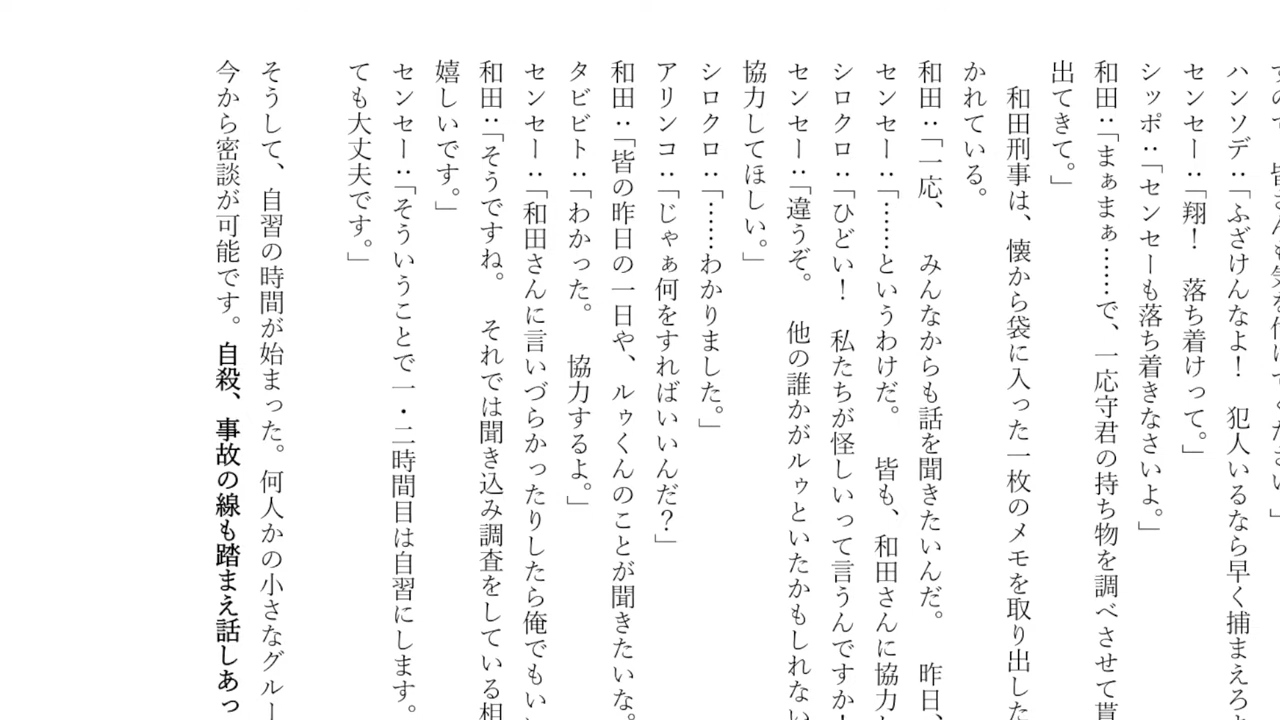 すので、皆さんも気を付けてください」
ハンソデ：「ふざけんなよ！　犯人いるなら早く捕まえろよ
センセー：「翔！　落ち着けって。」
シッポ：「センセーも落ち着きなさいよ。」
和田：「まぁまぁ……で、一応守君の持ち物を調べさせて貰
出てきて。」
和田刑事は、懐から袋に入った一枚のメモを取り出した
かれている。
和田：「一応、みんなからも話を聞きたいんだ。　昨日、
センセー：「……というわけだ。　皆も、和田さんに協力し
シロクロ：「ひどい！　私たちが怪しいって言うんですか！
センセー：「違うぞ。　他の誰かがルゥといたかもしれない
協力してほしい。」
シロクロ：「……わかりました。」
アリンコ：「じゃぁ何をすればいいんだ？」
和田：「皆の昨日の一日や、ルゥくんのことが聞きたいな。
タビビト：「わかった。　協力するよ。」
センセー：「和田さんに言いづらかったりしたら俺でもい
和田：「そうですね。　それでは聞き込み調査をしている相
嬉しいです。」
センセー：「そういうことで一・二時間目は自習にします。
ても大丈夫です。」
そうして、自習の時間が始まった。何人かの小さなグルー
今から密談が可能です。自殺、事故の線も踏まえ話しあっ